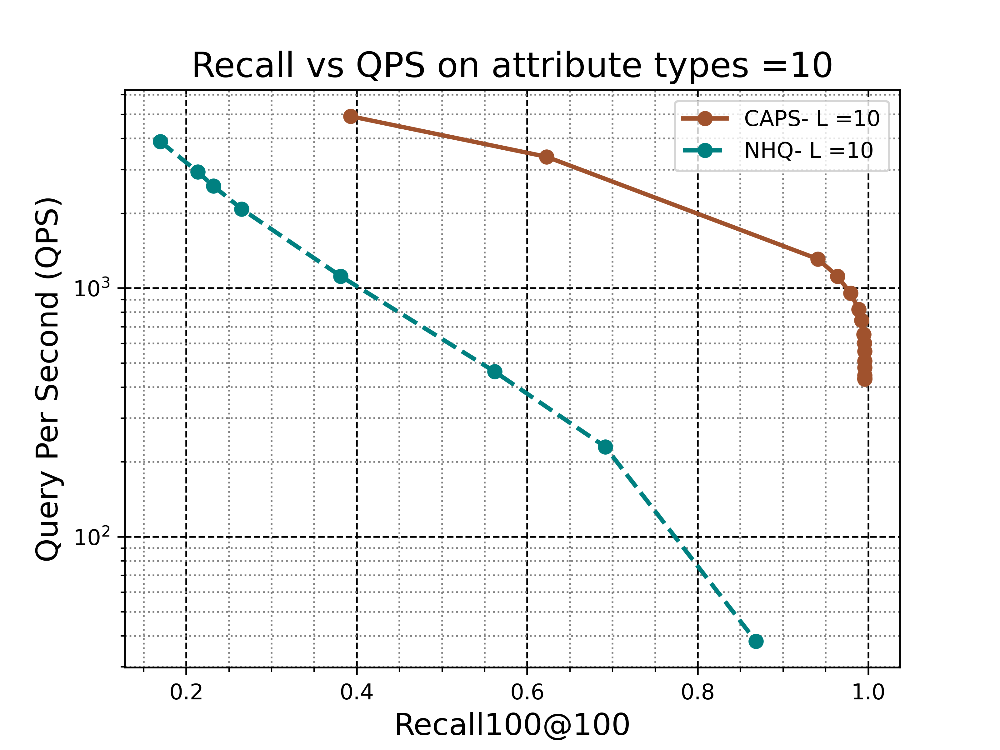 Recall vs QPS on attribute types =10
CAPS- L =10
NHQ- L =10
Query Per Second (QPS)
10³
10²
0.2 0.4 0.6 0.8 1.0
Recall100@100